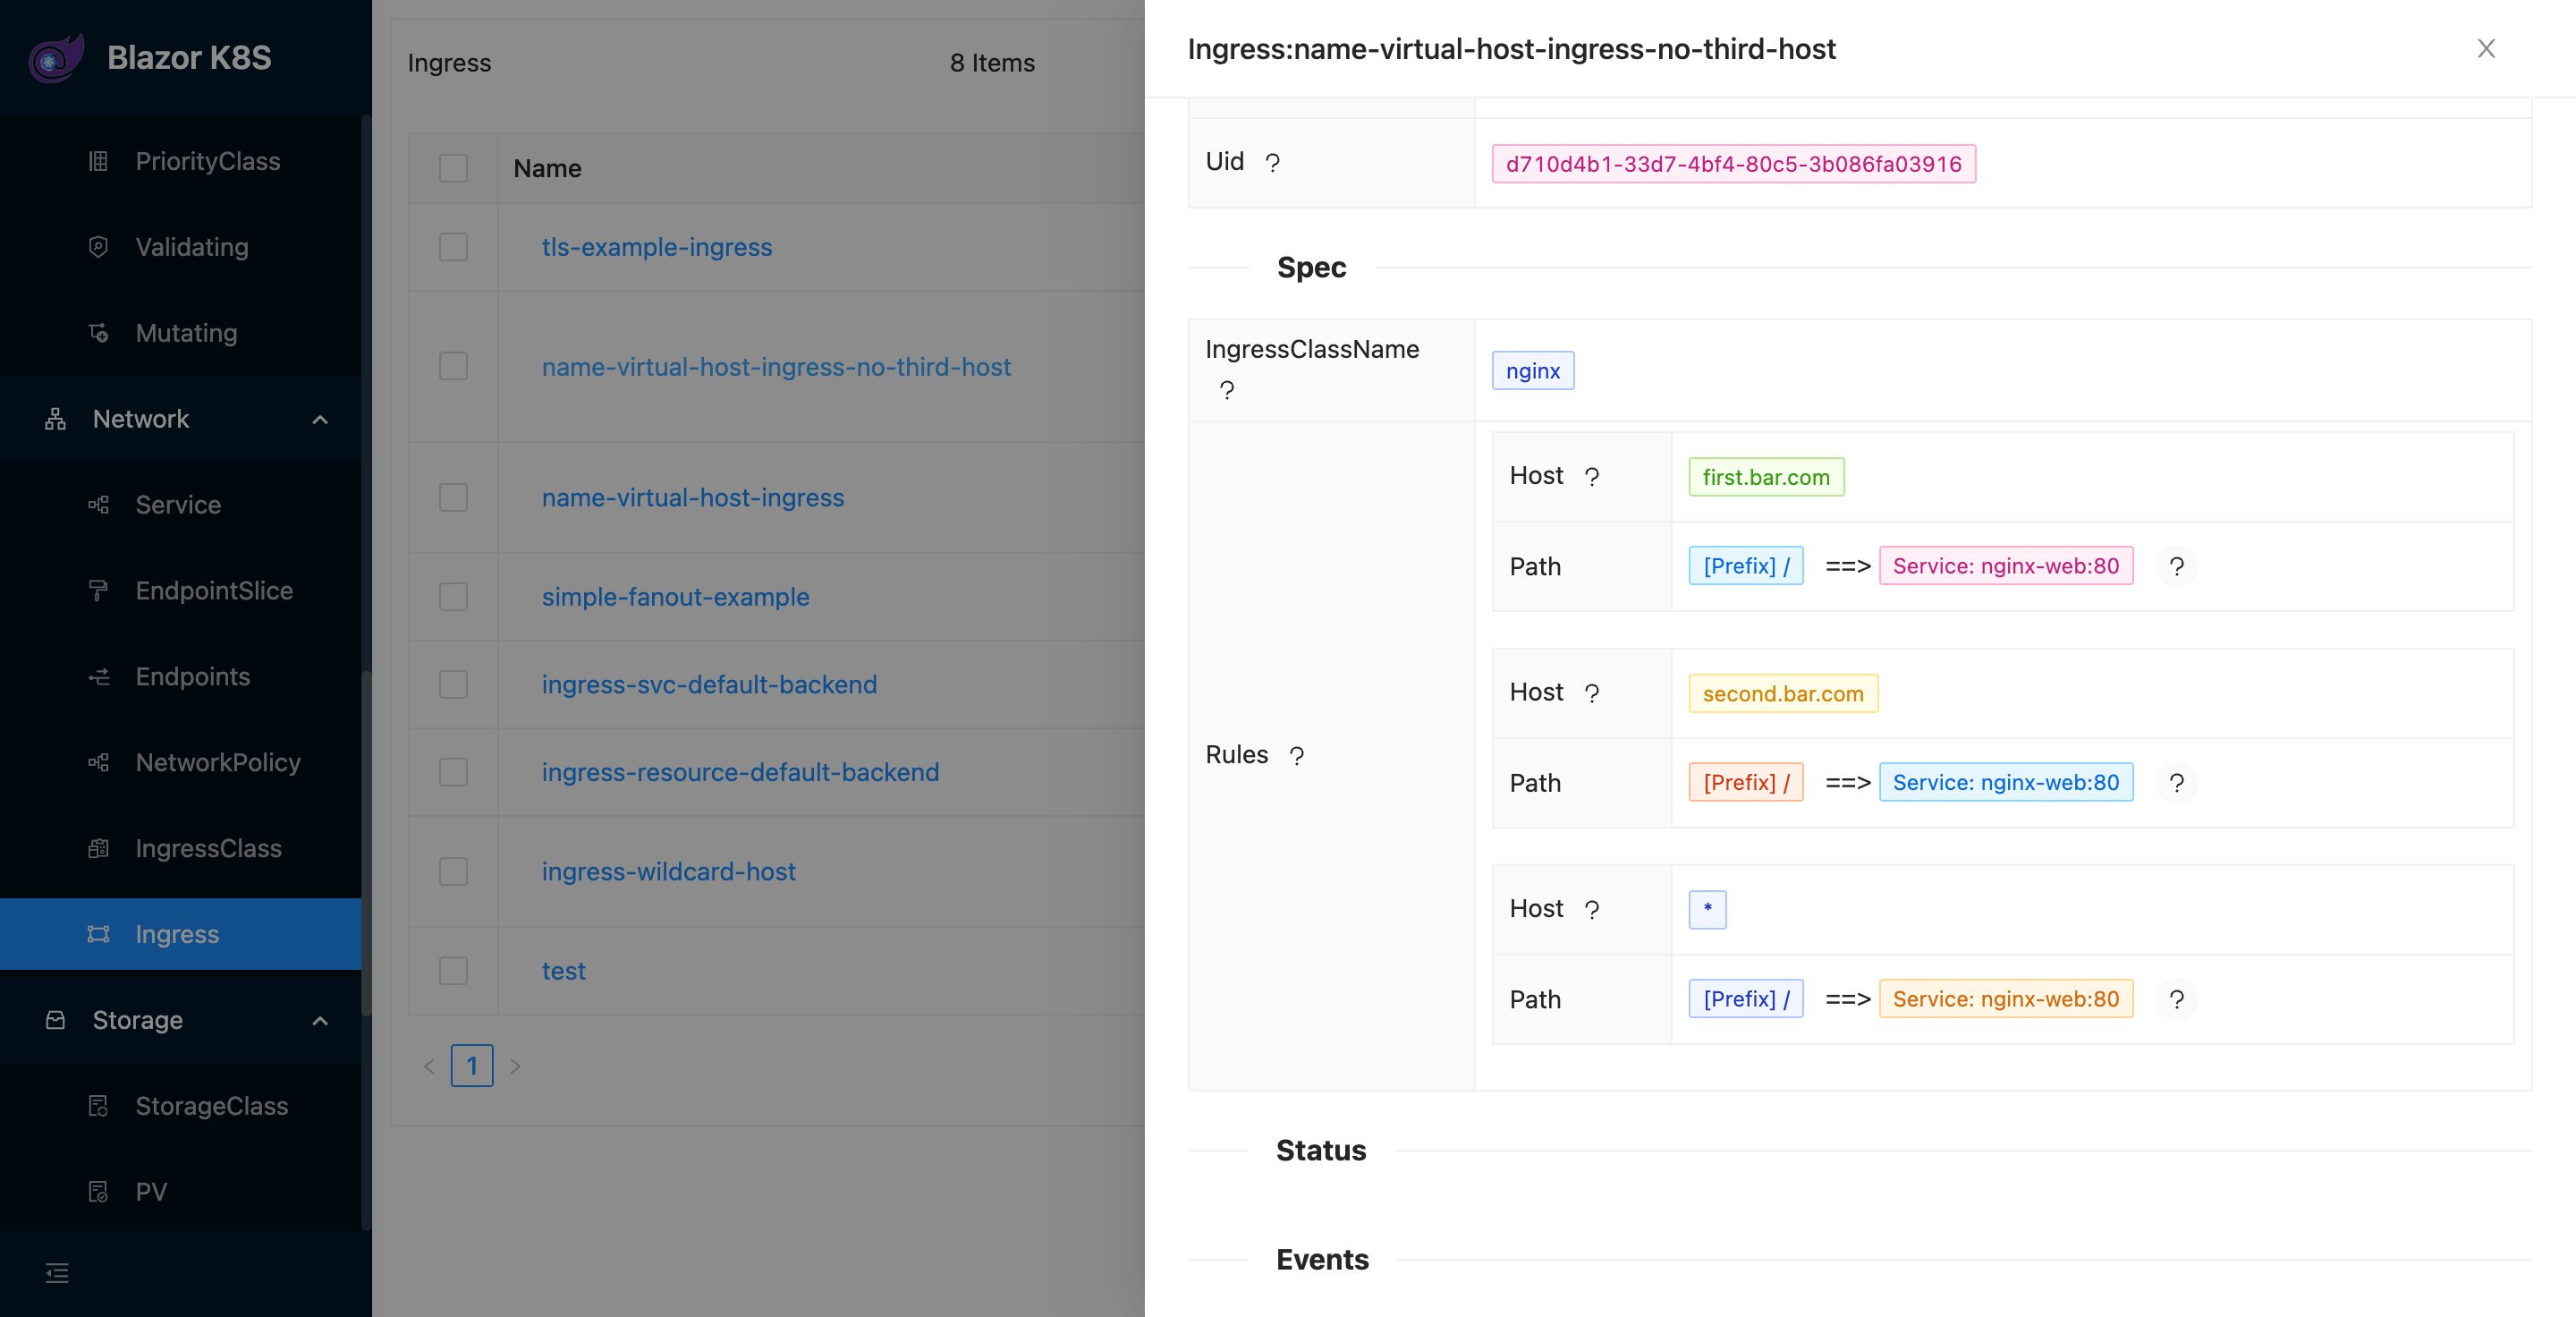 Blazor K8S
PriorityClass
Validating
Mutating
Network
Service
EndpointSlice
Endpoints
NetworkPolicy
IngressClass
Ingress
Storage
StorageClass
PV
Ingress
8 Items
Name
tls-example-ingress
name-virtual-host-ingress-no-third-host
name-virtual-host-ingress
simple-fanout-example
ingress-svc-default-backend
ingress-resource-default-backend
ingress-wildcard-host
test
< 1 >
Ingress:name-virtual-host-ingress-no-third-host
Uid ? d710d4b1-33d7-4bf4-80c5-3b086fa03916
Spec
IngressClassName ? nginx
Rules ?
Host ? first.bar.com
Path [Prefix] / ==> Service: nginx-web:80 ?
Host ? second.bar.com
Path [Prefix] / ==> Service: nginx-web:80 ?
Host ? *
Path [Prefix] / ==> Service: nginx-web:80 ?
Status
Events